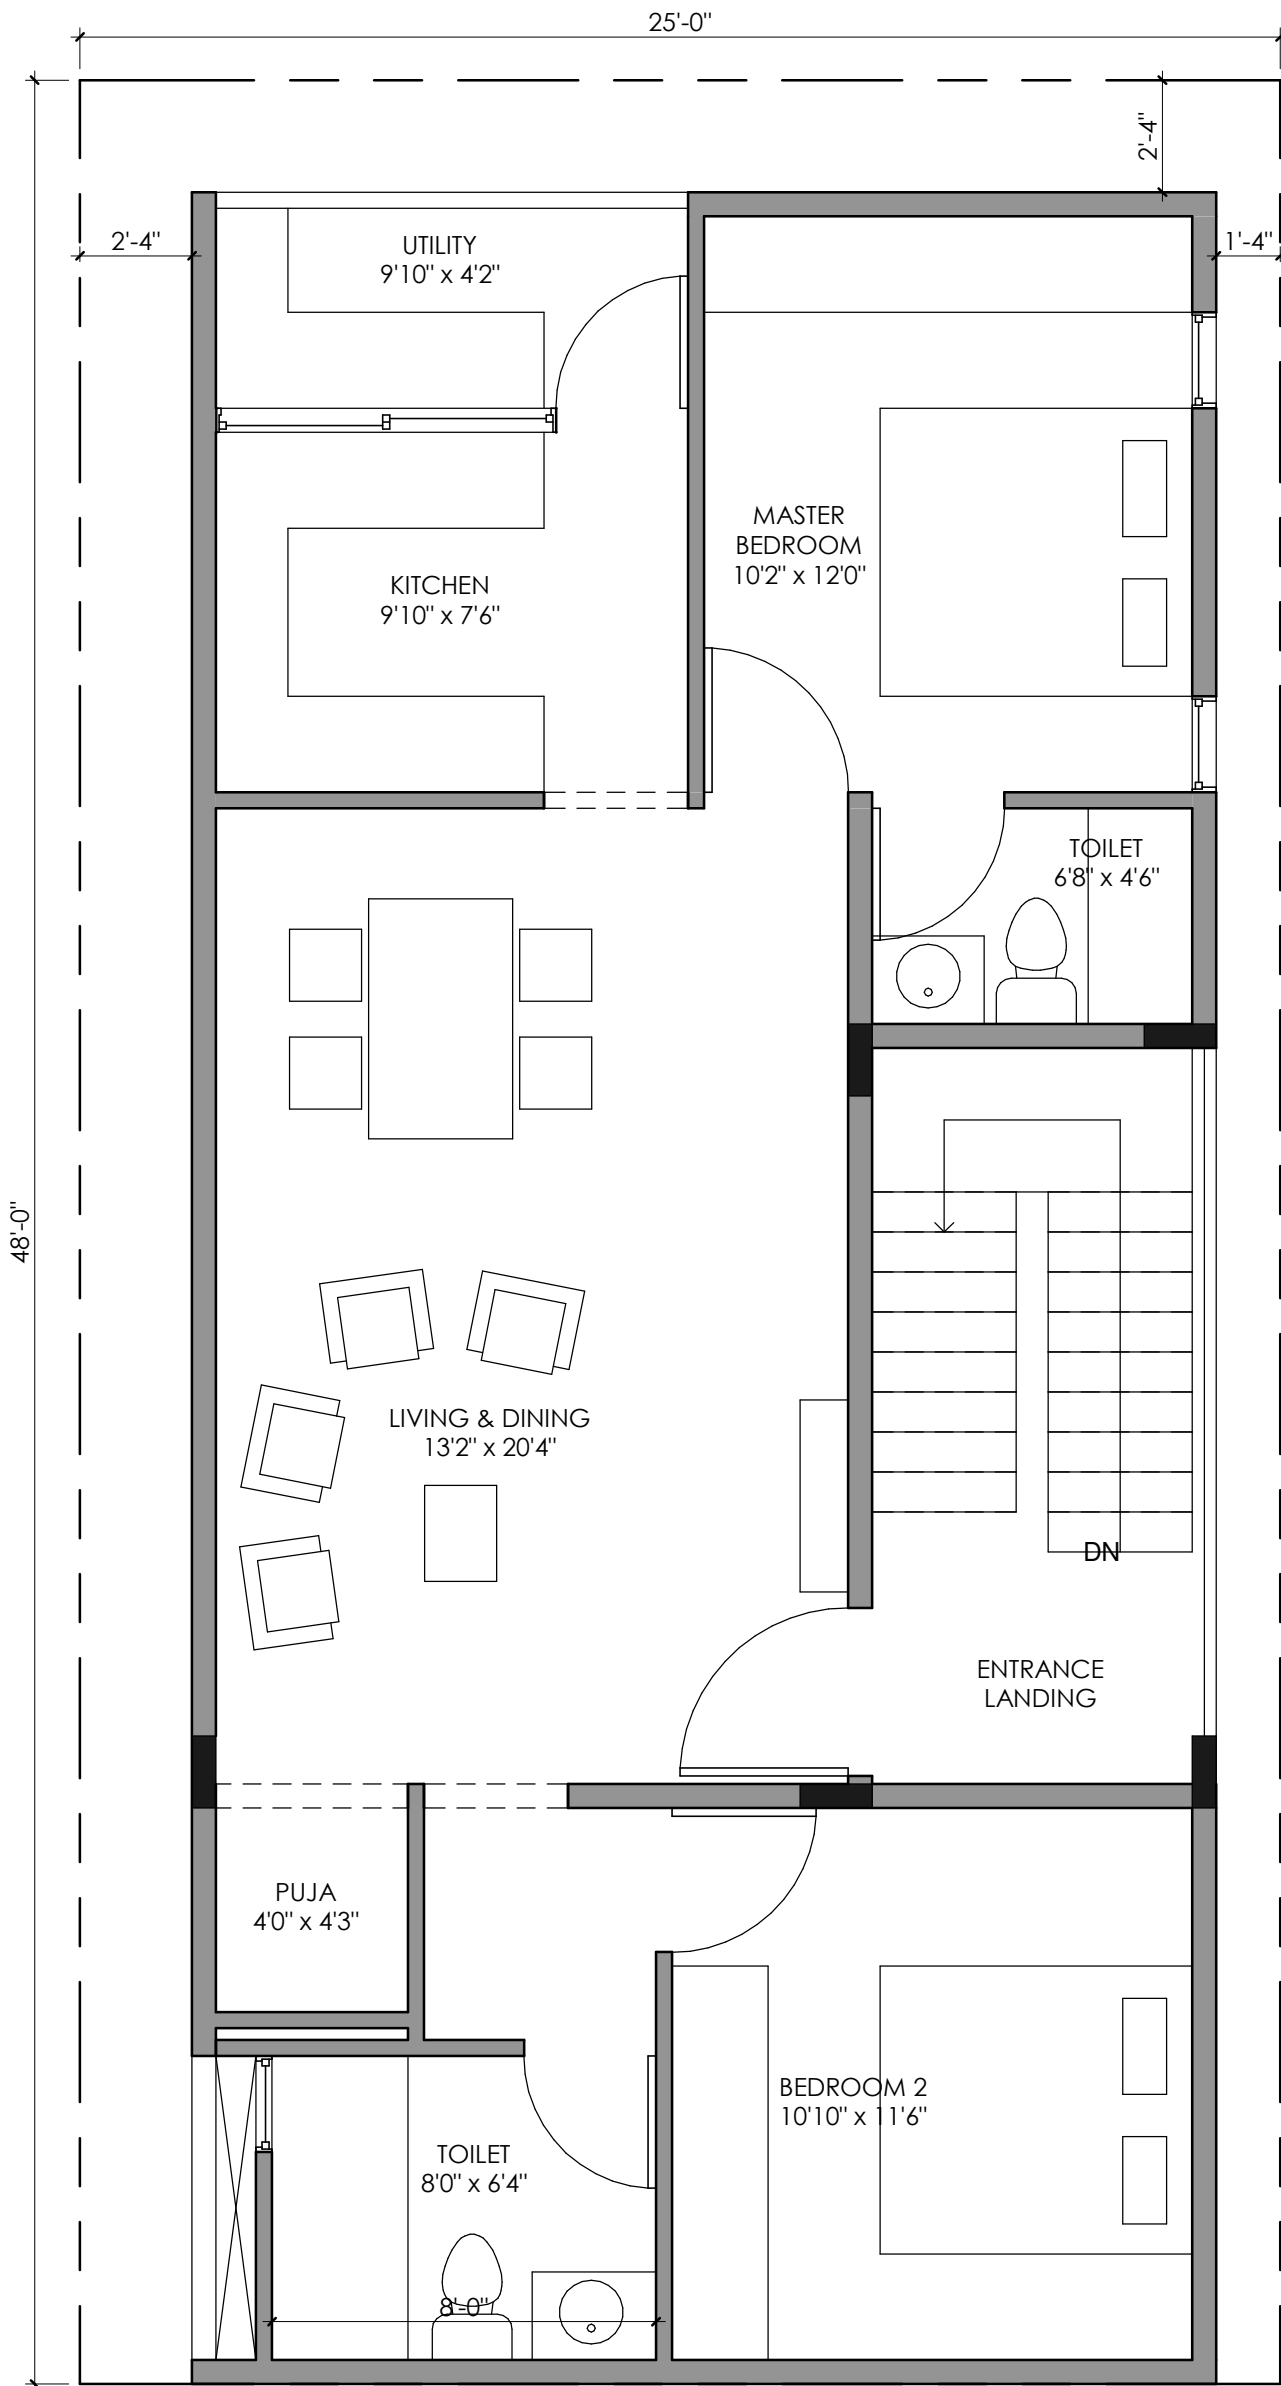 25'-0"
2'-4"
2'-4"
1'-4"
UTILITY
9'10" x 4'2"
MASTER
BEDROOM
10'2" x 12'0"
KITCHEN
9'10" x 7'6"
TOILET
6'8" x 4'6"
48'-0"
LIVING & DINING
13'2" x 20'4"
DN
ENTRANCE
LANDING
PUJA
4'0" x 4'3"
BEDROOM 2
10'10" x 11'6"
TOILET
8'0" x 6'4"
8'-0"